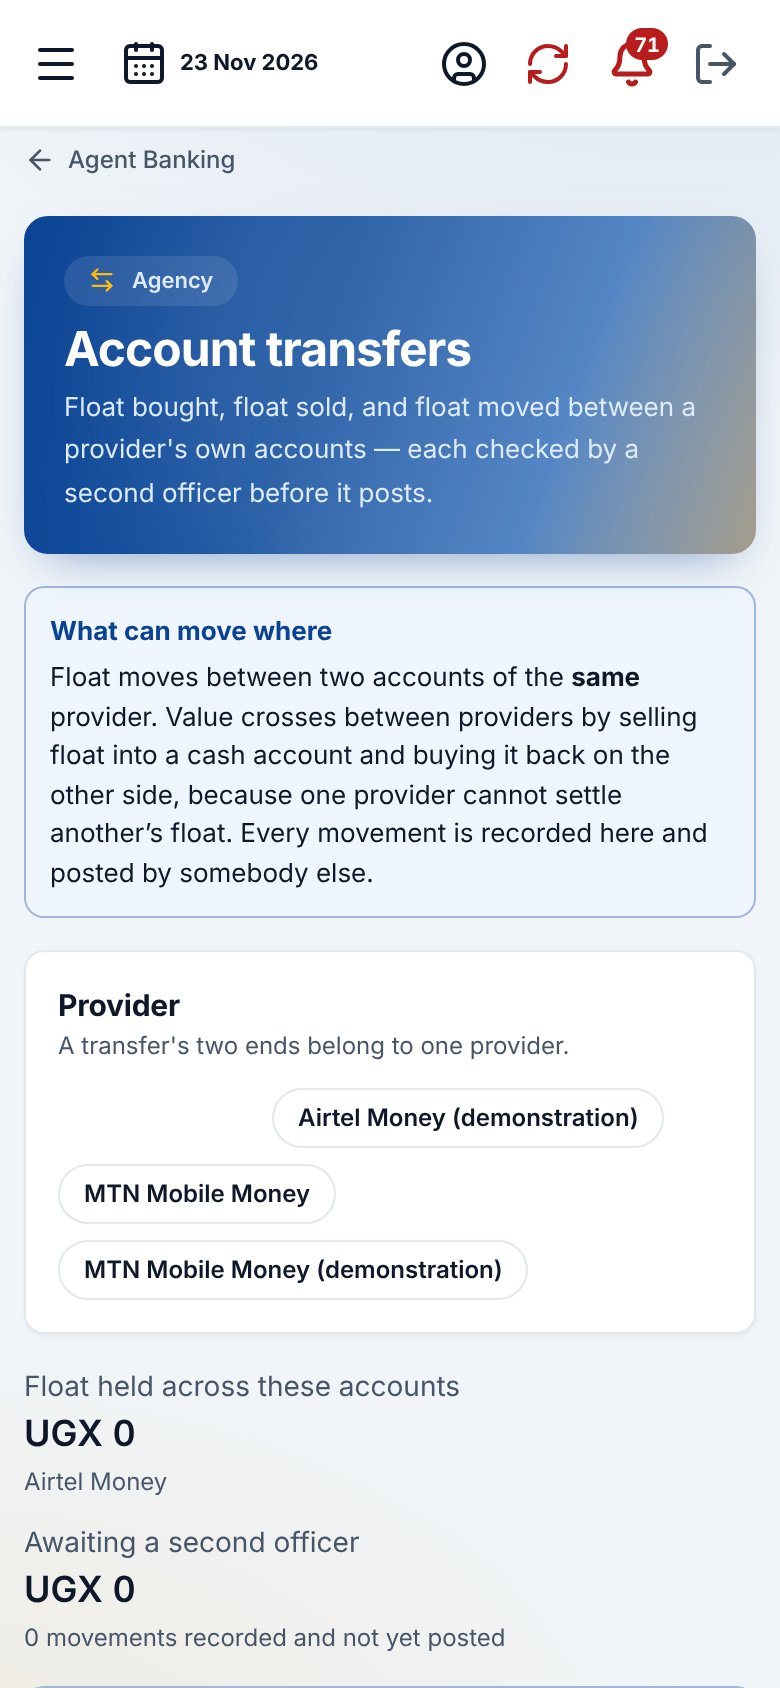 23 Nov 2026
71
Agent Banking
Agency
Account transfers
Float bought, float sold, and float moved between a
provider's own accounts — each checked by a
second officer before it posts.
What can move where
Float moves between two accounts of the same
provider. Value crosses between providers by selling
float into a cash account and buying it back on the
other side, because one provider cannot settle
another’s float. Every movement is recorded here and
posted by somebody else.
Provider
A transfer's two ends belong to one provider.
Airtel Money (demonstration)
MTN Mobile Money
MTN Mobile Money (demonstration)
Float held across these accounts
UGX 0
Airtel Money
Awaiting a second officer
UGX 0
0 movements recorded and not yet posted